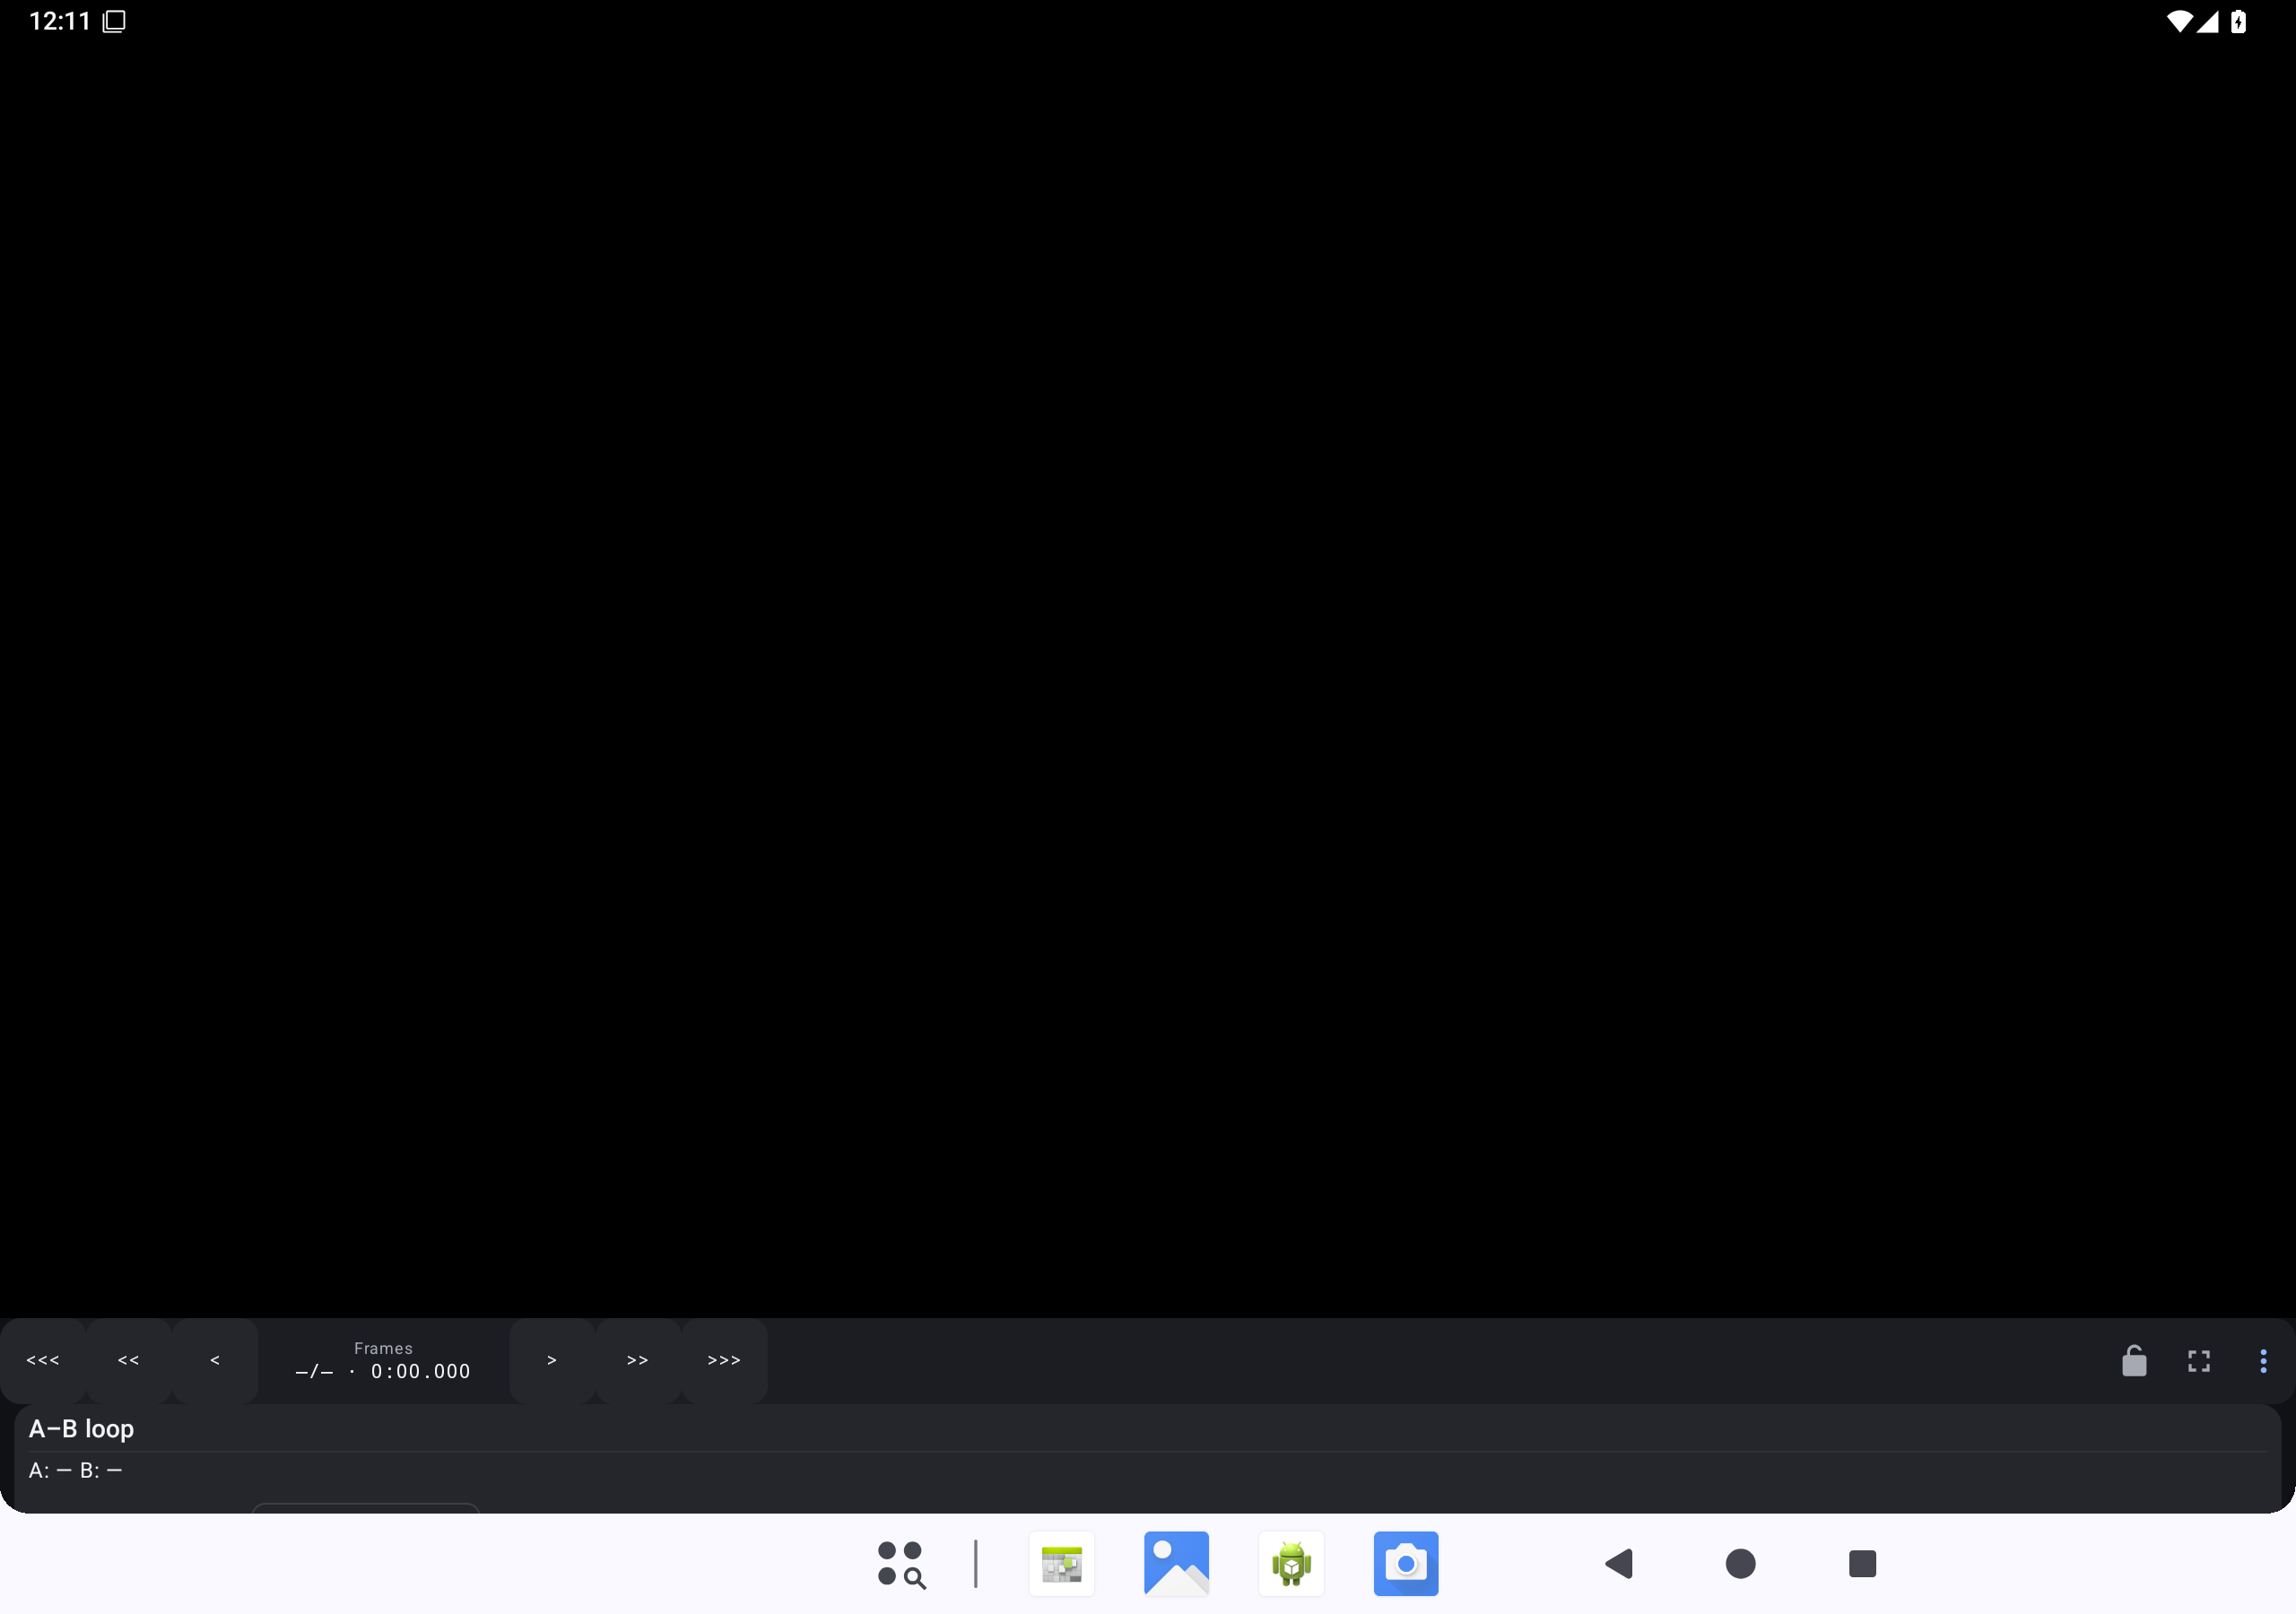 12:11
<<< << < Frames > >> >>>
–/– · 0:00.000
A–B loop
A: — B: —